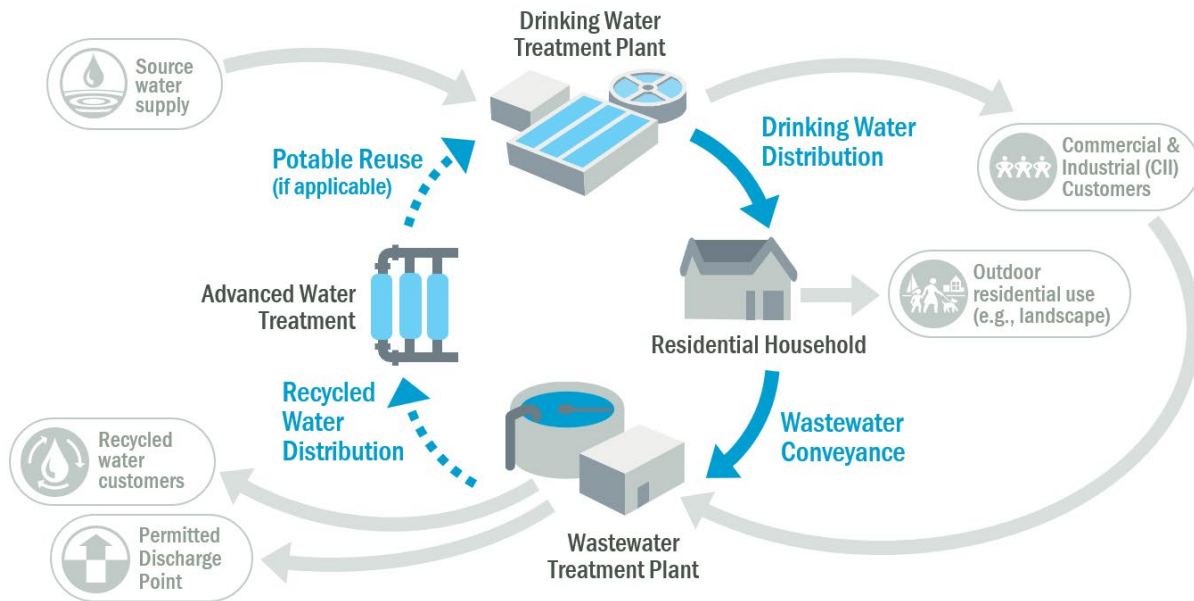 Drinking Water
Treatment Plant
Source
water
supply
Potable Reuse
(if applicable)
Drinking Water
Distribution
Commercial &
Industrial (CII)
Customers
Advanced Water
Treatment
Outdoor
residential use
(e.g., landscape)
Residential Household
Recycled
Water
Distribution
Wastewater
Conveyance
Recycled
water
customers
Permitted
Discharge
Point
Wastewater
Treatment Plant